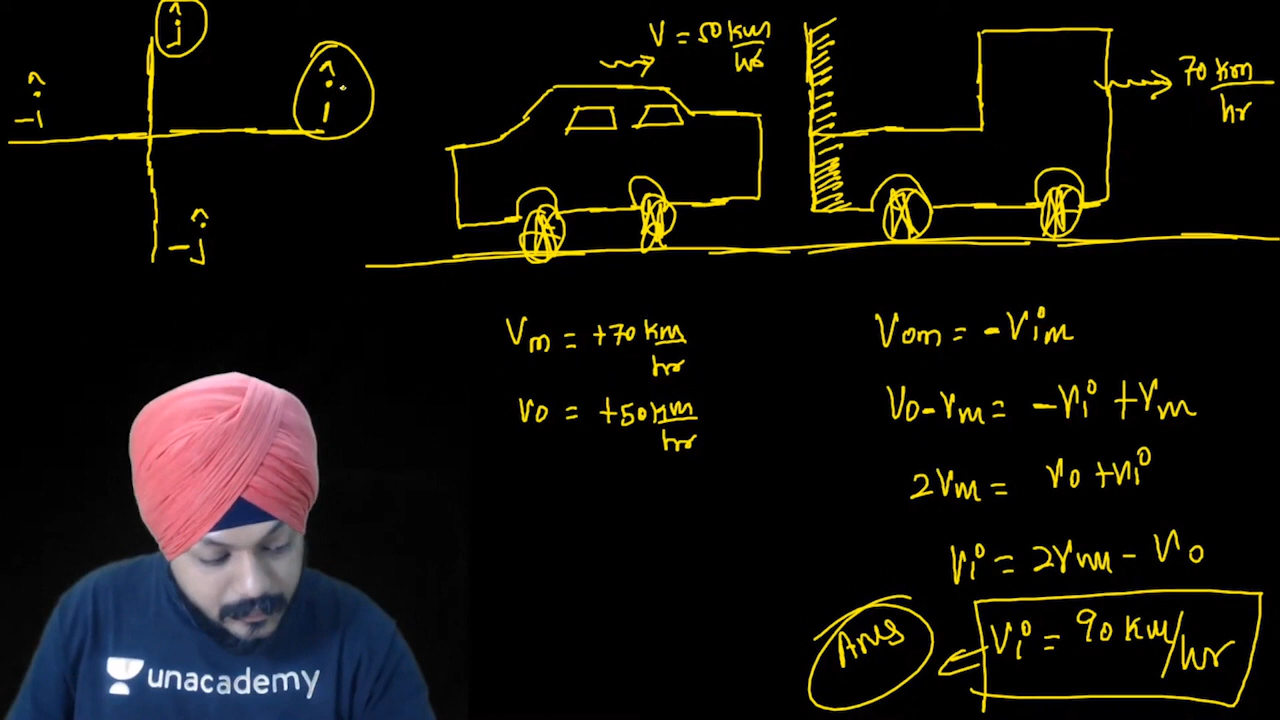 ĵ
î
-î
-ĵ
V = 50 km/hr
70 km/hr
Vm = +70 km/hr
Vo = +50 km/hr
Vom = -Vim
Vo - Vm = -Vi + Vm
2Vm = Vo + Vi
Vi = 2Vm - Vo
Vi = 90 km/hr
Ans
unacademy